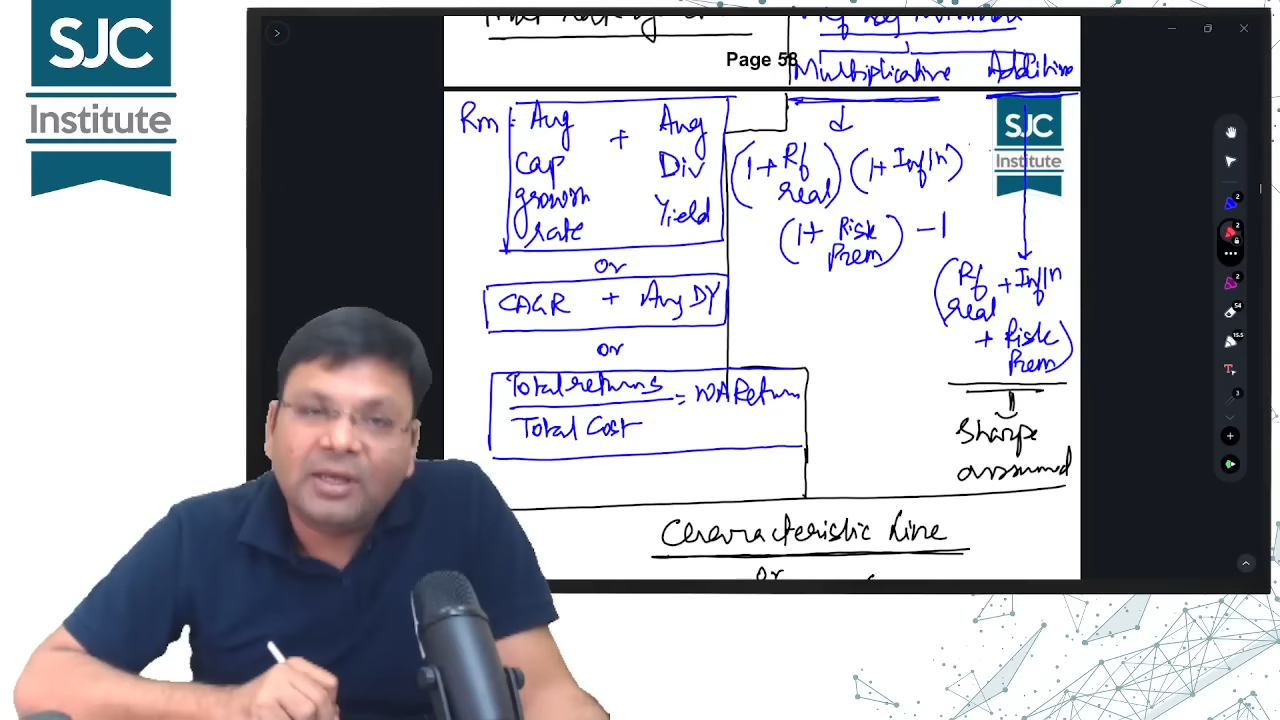 SJC
Institute
Page 58
Multiplicative
Additive
Rm = Avg + Avg
Cap Div
growth Yield
rate
or
CAGR + Avg DY
or
Total returns = WA Return
Total Cost
(1 + Rf real) (1 + Infln)
(1 + Risk Prem) - 1
SJC
Institute
(Rf real + Infln
+ Risk Prem)
Sharpe
assumed
Characteristic Line
or